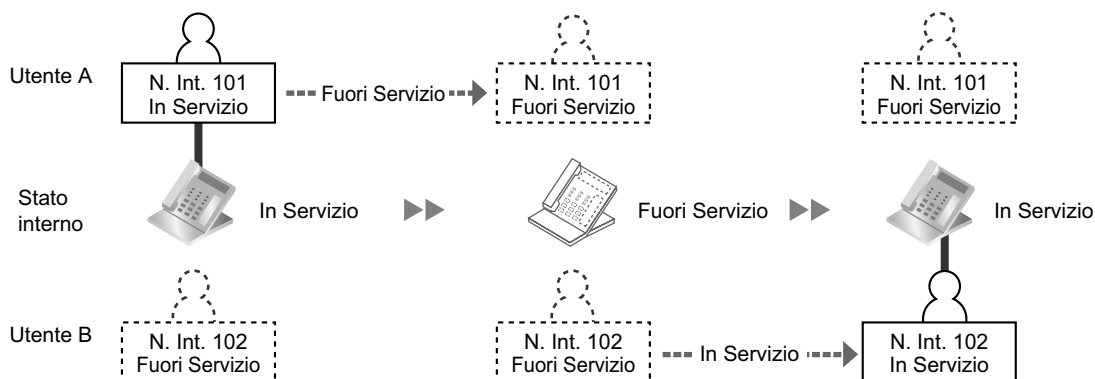 Utente A
N. Int. 101
In Servizio
Fuori Servizio
N. Int. 101
Fuori Servizio
N. Int. 101
Fuori Servizio
Stato
interno
In Servizio
Fuori Servizio
In Servizio
Utente B
N. Int. 102
Fuori Servizio
N. Int. 102
Fuori Servizio
In Servizio
N. Int. 102
In Servizio